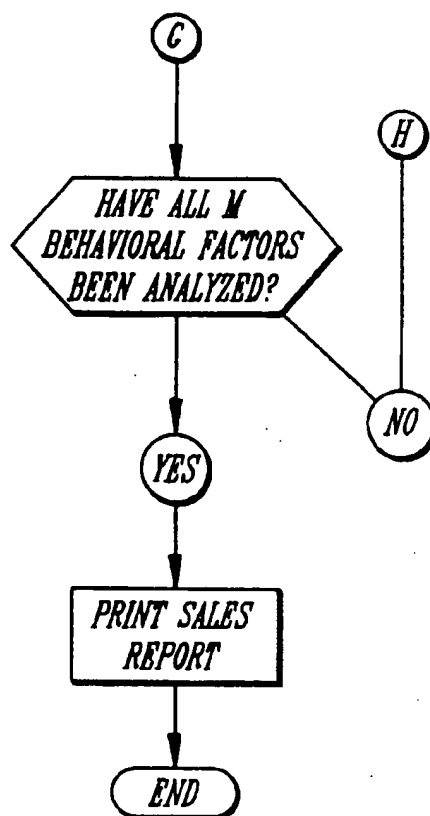 G
H
HAVE ALL M
BEHAVIORAL FACTORS
BEEN ANALYZED?
NO
YES
PRINT SALES
REPORT
END